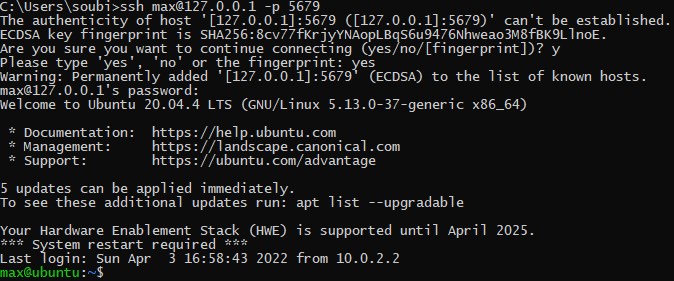 C:\Users\soubi>ssh max@127.0.0.1 -p 5679
The authenticity of host '[127.0.0.1]:5679 ([127.0.0.1]:5679)' can't be established.
ECDSA key fingerprint is SHA256:8cv77fKrjyYNAopLBqS6u9476Nhweao3M8fBK9LlnoE.
Are you sure you want to continue connecting (yes/no/[fingerprint])? y
Please type 'yes', 'no' or the fingerprint: yes
Warning: Permanently added '[127.0.0.1]:5679' (ECDSA) to the list of known hosts.
max@127.0.0.1's password:
Welcome to Ubuntu 20.04.4 LTS (GNU/Linux 5.13.0-37-generic x86_64)
* Documentation:  https://help.ubuntu.com
* Management:     https://landscape.canonical.com
* Support:        https://ubuntu.com/advantage
5 updates can be applied immediately.
To see these additional updates run: apt list --upgradable
Your Hardware Enablement Stack (HWE) is supported until April 2025.
*** System restart required ***
Last login: Sun Apr  3 16:58:43 2022 from 10.0.2.2
max@ubuntu:~$